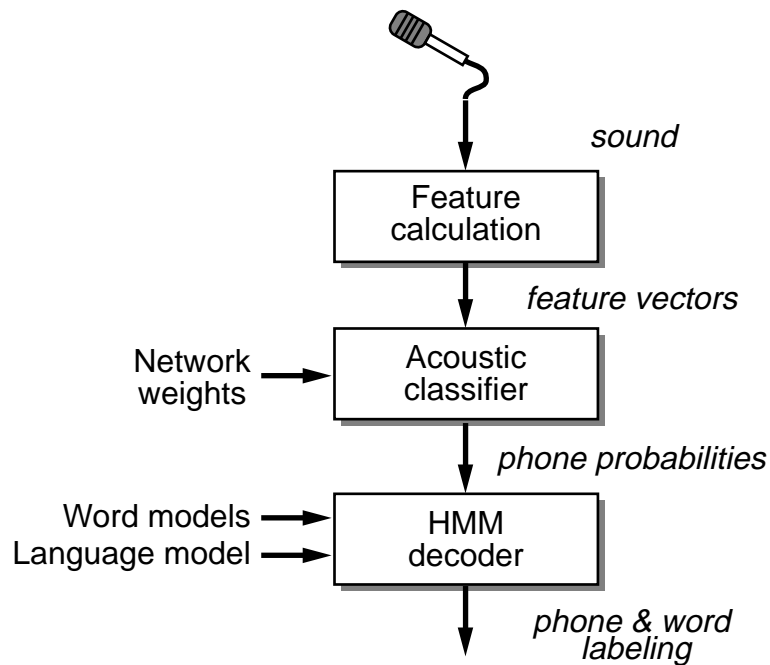 sound
Feature
calculation
feature vectors
Network
weights
Acoustic
classifier
phone probabilities
Word models
Language model
HMM
decoder
phone & word
labeling